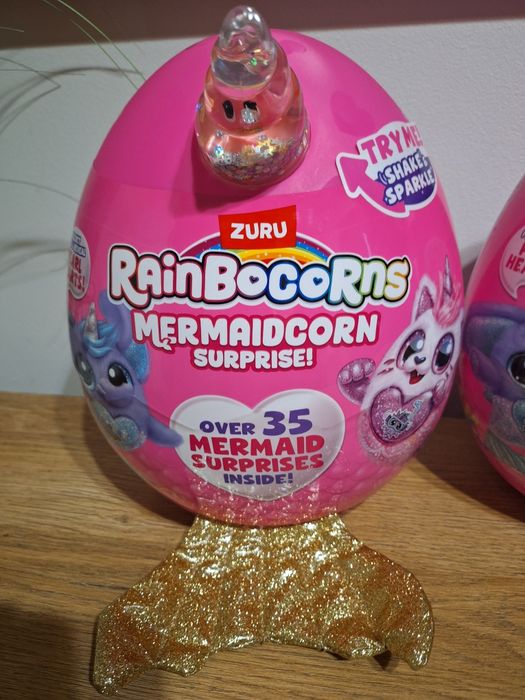 TRY ME!
SHAKE &
SPARKLE
ZURU
RainBocoRns
MERMAIDCORN
SURPRISE!
OVER 35
MERMAID
SURPRISES
INSIDE!